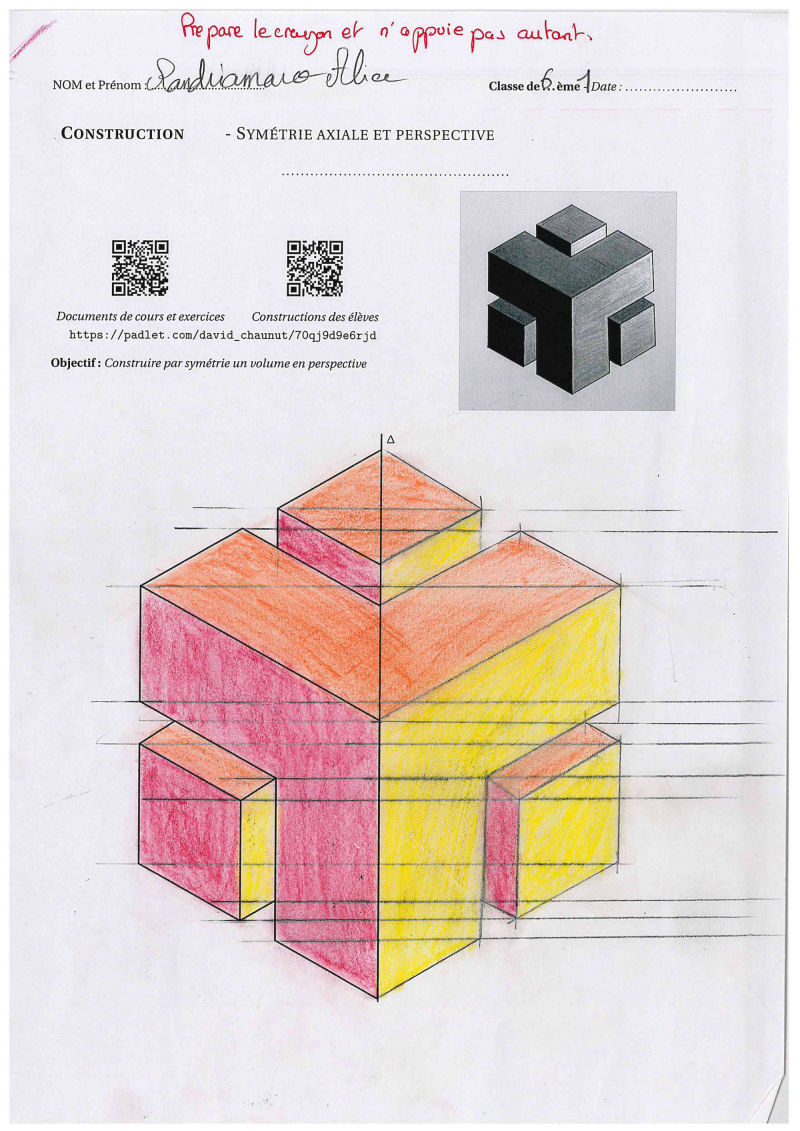 Prepare le crayon et n'appuie pas autant.
NOM et Prénom : Randriamaro Alice Classe de 6 ème 1 Date :
CONSTRUCTION - SYMÉTRIE AXIALE ET PERSPECTIVE
Documents de cours et exercices Constructions des élèves
https://padlet.com/david_chaunut/70qj9d9e6rjd
Objectif : Construire par symétrie un volume en perspective
Δ